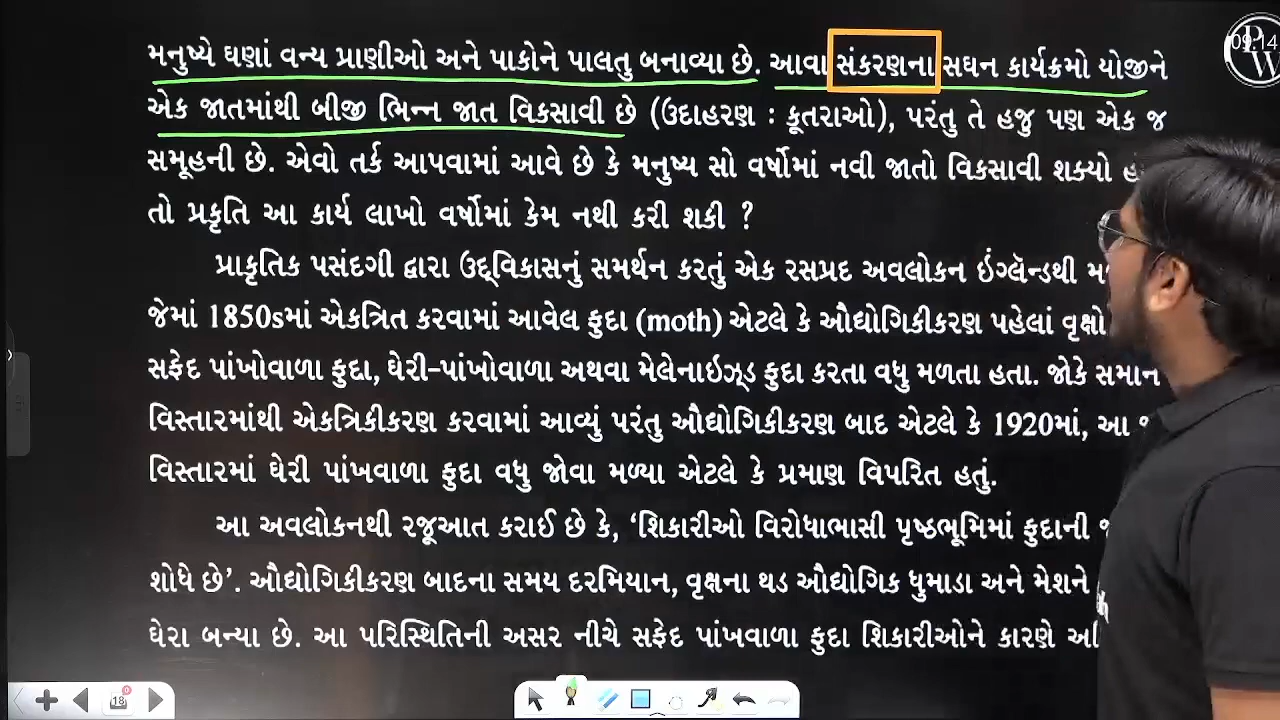 મનુષ્યે ઘણાં વન્ય પ્રાણીઓ અને પાકોને પાલતુ બનાવ્યા છે. આવા સંકરણના સઘન કાર્યક્રમો યોજીને
એક જાતમાંથી બીજી ભિન્ન જાત વિકસાવી છે (ઉદાહરણ : કૂતરાઓ), પરંતુ તે હજુ પણ એક જ
સમૂહની છે. એવો તર્ક આપવામાં આવે છે કે મનુષ્ય સો વર્ષોમાં નવી જાતો વિકસાવી શક્યો
તો પ્રકૃતિ આ કાર્ય લાખો વર્ષોમાં કેમ નથી કરી શકી ?
પ્રાકૃતિક પસંદગી દ્વારા ઉદ્‌વિકાસનું સમર્થન કરતું એક રસપ્રદ અવલોકન ઇંગ્લૅન્ડથી
જેમાં 1850sમાં એકત્રિત કરવામાં આવેલ ફુદા (moth) એટલે કે ઔદ્યોગિકીકરણ પહેલાં વૃક્ષો
સફેદ પાંખોવાળા ફુદા, ઘેરી-પાંખોવાળા અથવા મેલેનાઇઝ્ડ ફુદા કરતા વધુ મળતા હતા. જોકે સમાન
વિસ્તારમાંથી એકત્રિકીકરણ કરવામાં આવ્યું પરંતુ ઔદ્યોગિકીકરણ બાદ એટલે કે 1920માં, આ
વિસ્તારમાં ઘેરી પાંખવાળા ફુદા વધુ જોવા મળ્યા એટલે કે પ્રમાણ વિપરિત હતું.
આ અવલોકનથી રજૂઆત કરાઈ છે કે, ‘શિકારીઓ વિરોધાભાસી પૃષ્ઠભૂમિમાં ફુદાની
શોધે છે’. ઔદ્યોગિકીકરણ બાદના સમય દરમિયાન, વૃક્ષના થડ ઔદ્યોગિક ધુમાડા અને મેશને
ઘેરા બન્યા છે. આ પરિસ્થિતિની અસર નીચે સફેદ પાંખવાળા ફુદા શિકારીઓને કારણે
18